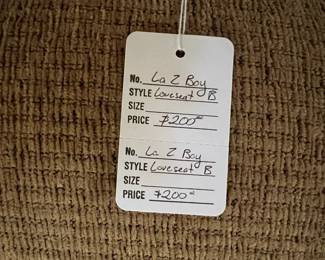 No. La Z Boy
STYLE Loveseat B
SIZE
PRICE $200⁰⁰
No. La Z Boy
STYLE Loveseat B
SIZE
PRICE $200⁰⁰